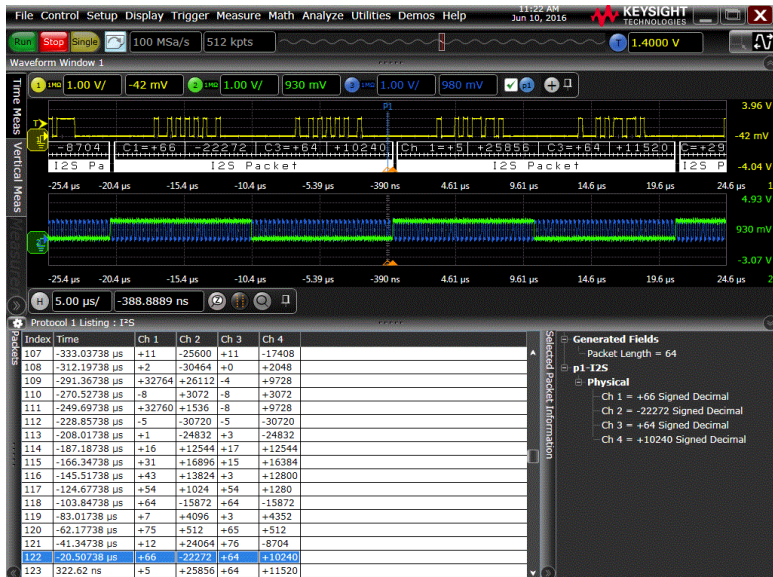 File Control Setup Display Trigger Measure Math Analyze Utilities Demos Help
11:22 AM
Jun 10, 2016
KEYSIGHT
TECHNOLOGIES
Run Stop Single 100 MSa/s 512 kpts T 1.4000 V
Waveform Window 1
Time Meas
Vertical Meas
Measure
1 1MΩ 1.00 V/ -42 mV 2 1MΩ 1.00 V/ 930 mV 3 1MΩ 1.00 V/ 980 mV p1
P1
3.96 V
T
-42 mV
-8704 C1=+66 -22272 C3=+64 +10240 Ch 1=+5 +25856 C3=+64 +11520 C=+29
I2S Pa I2S Packet I2S Packet I2S P
-4.04 V
-25.4 µs -20.4 µs -15.4 µs -10.4 µs -5.39 µs -390 ns 4.61 µs 9.61 µs 14.6 µs 19.6 µs 24.6 µs 1
4.93 V
930 mV
-3.07 V
-25.4 µs -20.4 µs -15.4 µs -10.4 µs -5.39 µs -390 ns 4.61 µs 9.61 µs 14.6 µs 19.6 µs 24.6 µs 2
H 5.00 µs/ -388.8889 ns
Protocol 1 Listing : I²S
Packets
Index Time Ch 1 Ch 2 Ch 3 Ch 4
107 -333.03738 µs +11 -25600 +11 -17408
108 -312.19738 µs +2 -30464 +0 +2048
109 -291.36738 µs +32764 +26112 -4 +9728
110 -270.52738 µs -8 +3072 -8 +3072
111 -249.69738 µs +32760 +1536 -8 +9728
112 -228.85738 µs -5 -30720 -5 -30720
113 -208.01738 µs +1 -24832 +3 -24832
114 -187.18738 µs +16 +12544 +17 +12544
115 -166.34738 µs +31 +16896 +15 +16384
116 -145.51738 µs +43 +13824 +3 +12800
117 -124.67738 µs +54 +1024 +54 +1280
118 -103.84738 µs +64 -15872 +64 -15872
119 -83.01738 µs +7 +4096 +3 +4352
120 -62.17738 µs +75 +512 +65 +512
121 -41.34738 µs +12 +24064 +76 -8704
122 -20.50738 µs +66 -22272 +64 +10240
123 322.62 ns +5 +25856 +64 +11520
Selected Packet Information
Generated Fields
Packet Length = 64
p1-I2S
Physical
Ch 1 = +66 Signed Decimal
Ch 2 = -22272 Signed Decimal
Ch 3 = +64 Signed Decimal
Ch 4 = +10240 Signed Decimal